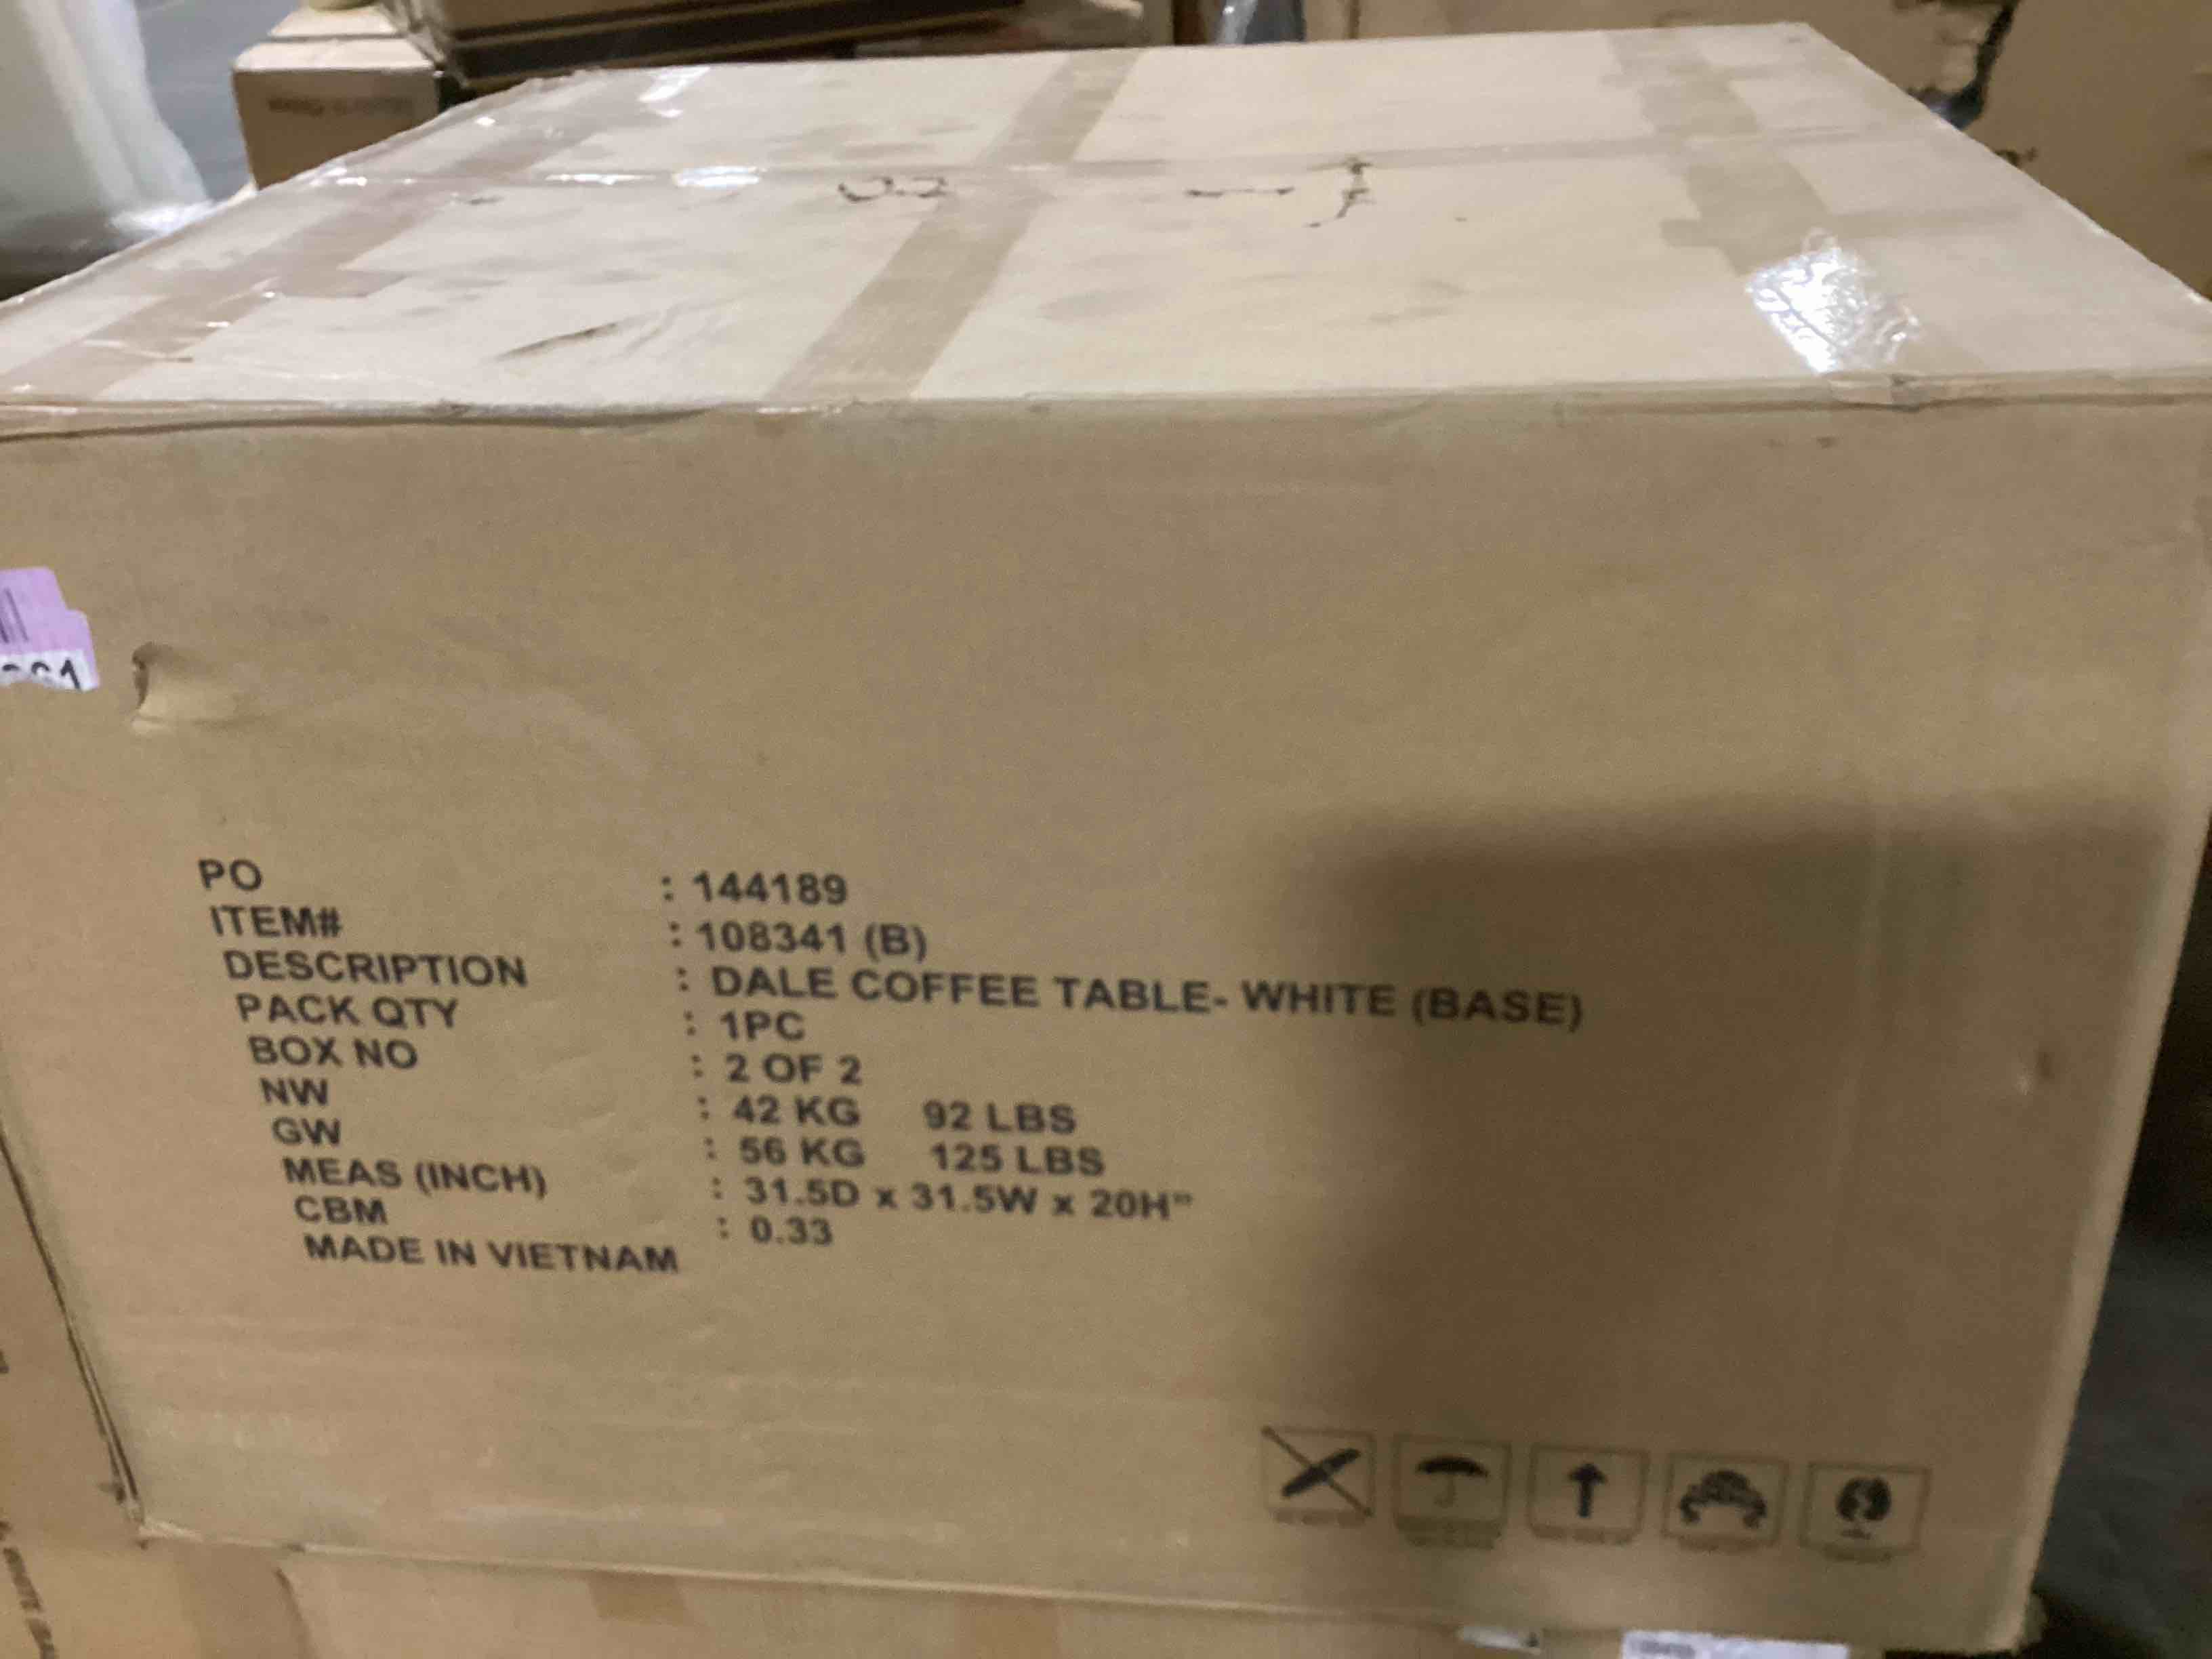 PO : 144189
ITEM# : 108341 (B)
DESCRIPTION : DALE COFFEE TABLE- WHITE (BASE)
PACK QTY : 1PC
BOX NO : 2 OF 2
NW : 42 KG 92 LBS
GW : 56 KG 125 LBS
MEAS (INCH) : 31.5D x 31.5W x 20H"
CBM : 0.33
MADE IN VIETNAM